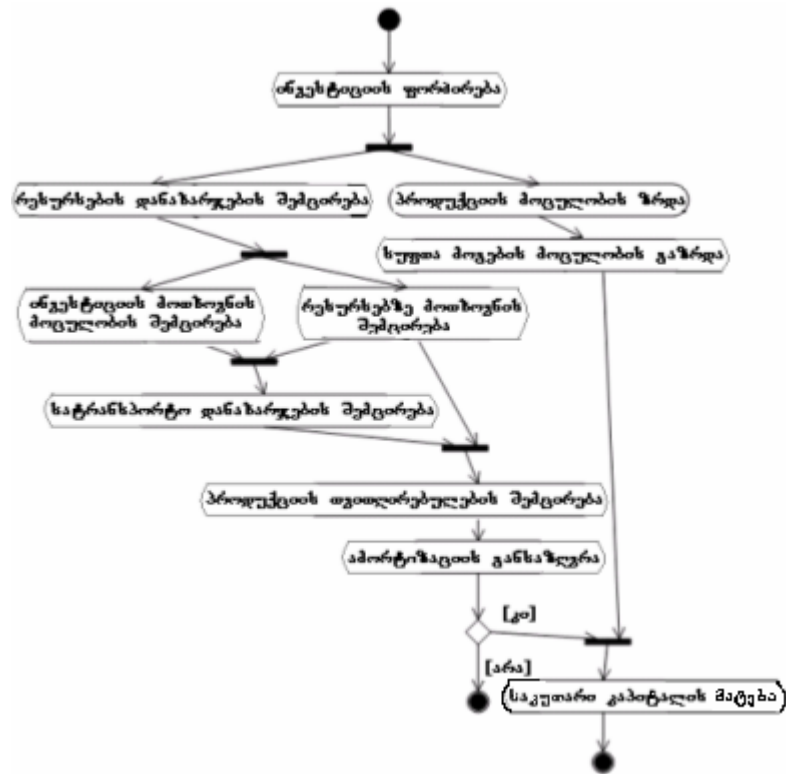 ინვესტიციის ფორმირება
რესურსების დანახარჯების შემცირება
პროდუქციის მოცულობის ზრდა
სუფთა მოგების მოცულობის გაზრდა
ინვესტიციის მოთხოვნის
მოცულობის შემცირება
რესურსებზე მოთხოვნის
შემცირება
სატრანსპორტო დანახარჯების შემცირება
პროდუქციის თვითღირებულების შემცირება
ამორტიზაციის განსაზღვრა
[კი]
[არა]
საკუთარი კაპიტალის მატება